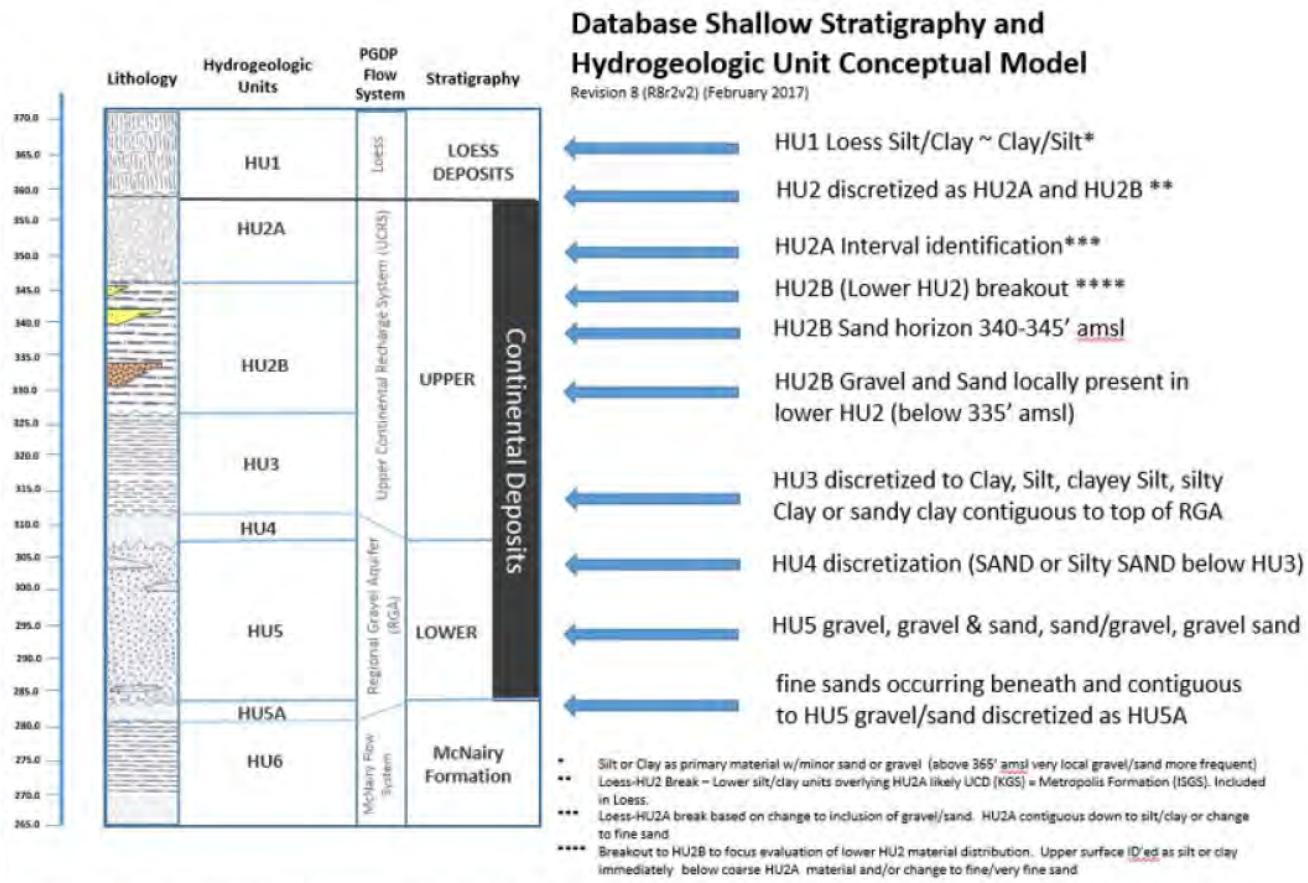 Database Shallow Stratigraphy and
Hydrogeologic Unit Conceptual Model
Revision 8 (R8r2v2) (February 2017)
Lithology
Hydrogeologic
Units
PGDP
Flow
System
Stratigraphy
370.0
365.0
360.0
355.0
350.0
345.0
340.0
335.0
330.0
325.0
320.0
315.0
310.0
305.0
300.0
295.0
290.0
285.0
280.0
275.0
270.0
265.0
HU1
HU2A
HU2B
HU3
HU4
HU5
HU5A
HU6
Loess
Upper Continental Recharge System (UCRS)
Regional Gravel Aquifer
(RGA)
McNairy Flow
System
LOESS
DEPOSITS
UPPER
LOWER
Continental Deposits
McNairy
Formation
HU1 Loess Silt/Clay ~ Clay/Silt*
HU2 discretized as HU2A and HU2B **
HU2A Interval identification***
HU2B (Lower HU2) breakout ****
HU2B Sand horizon 340-345' amsl
HU2B Gravel and Sand locally present in
lower HU2 (below 335' amsl)
HU3 discretized to Clay, Silt, clayey Silt, silty
Clay or sandy clay contiguous to top of RGA
HU4 discretization (SAND or Silty SAND below HU3)
HU5 gravel, gravel & sand, sand/gravel, gravel sand
fine sands occurring beneath and contiguous
to HU5 gravel/sand discretized as HU5A
* Silt or Clay as primary material w/minor sand or gravel (above 365' amsl very local gravel/sand more frequent)
** Loess-HU2 Break – Lower silt/clay units overlying HU2A likely UCD (KGS) = Metropolis Formation (ISGS). Included
in Loess.
*** Loess-HU2A break based on change to inclusion of gravel/sand. HU2A contiguous down to silt/clay or change
to fine sand
**** Breakout to HU2B to focus evaluation of lower HU2 material distribution. Upper surface ID'ed as silt or clay
immediately below coarse HU2A material and/or change to fine/very fine sand